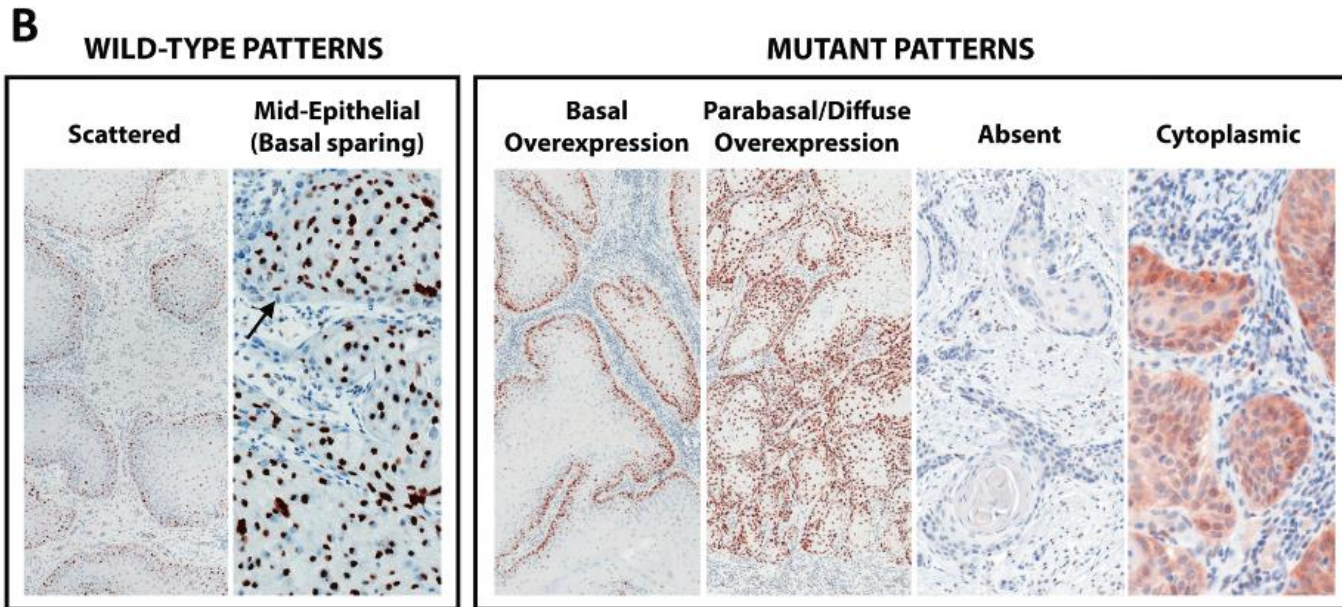 B
WILD-TYPE PATTERNS
MUTANT PATTERNS
Scattered
Mid-Epithelial
(Basal sparing)
Basal
Overexpression
Parabasal/Diffuse
Overexpression
Absent
Cytoplasmic